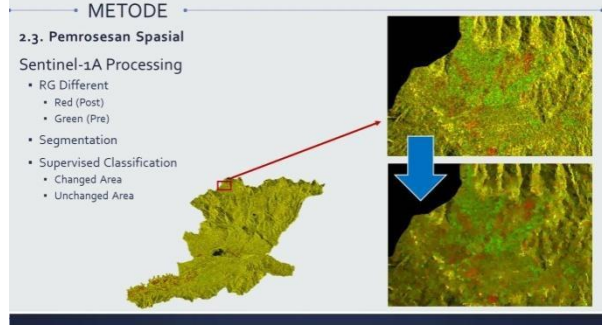 METODE
2.3. Pemrosesan Spasial
Sentinel-1A Processing
• RG Different
• Red (Post)
• Green (Pre)
• Segmentation
• Supervised Classification
• Changed Area
• Unchanged Area